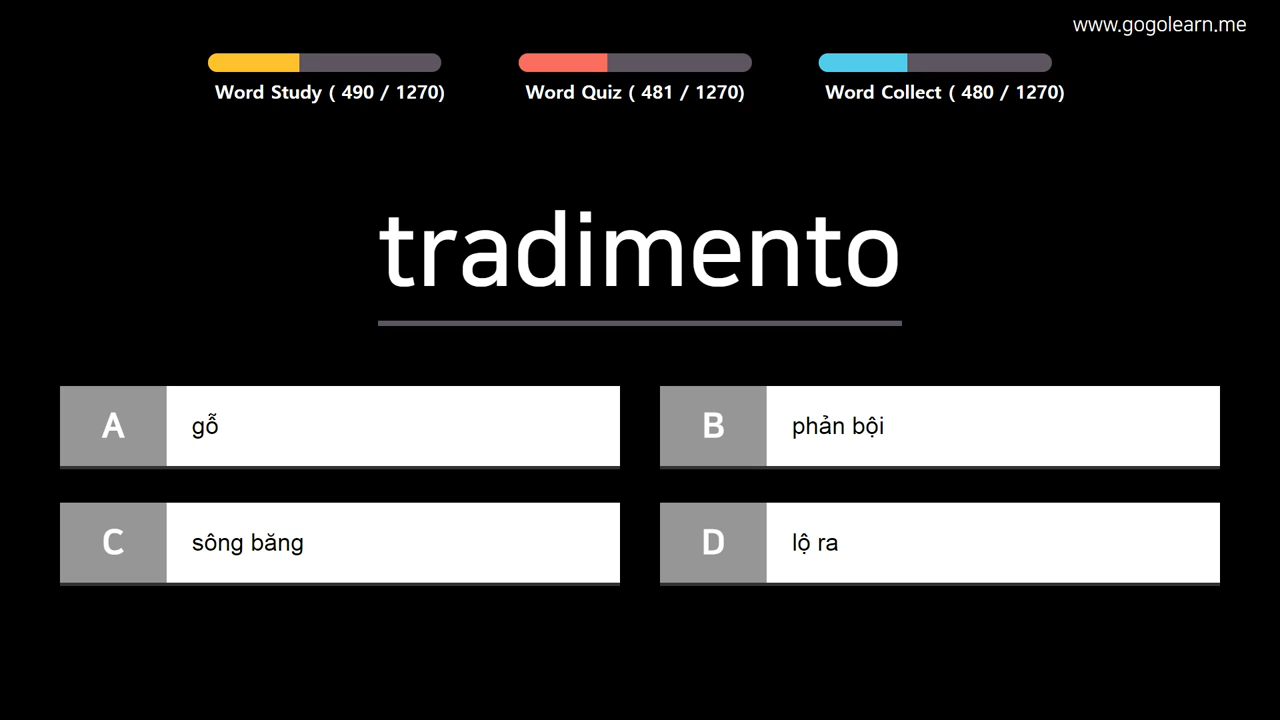 www.gogolearn.me
Word Study ( 490 / 1270)
Word Quiz ( 481 / 1270)
Word Collect ( 480 / 1270)
tradimento
A
gỗ
B
phản bội
C
sông băng
D
lộ ra